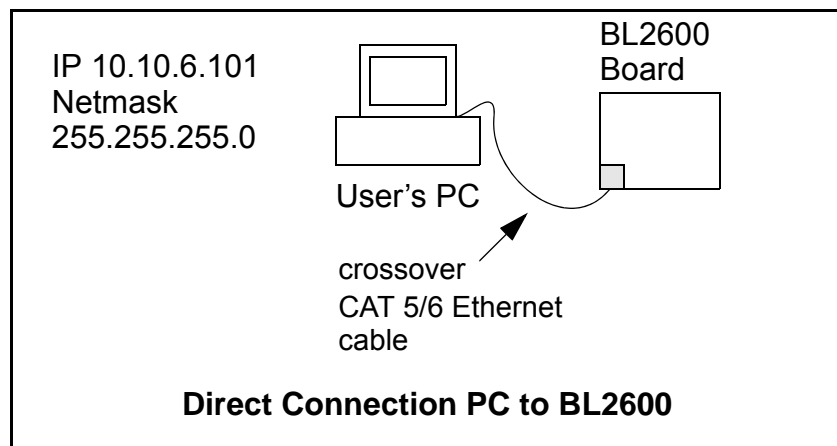 IP 10.10.6.101
Netmask
255.255.255.0
BL2600
Board
User’s PC
crossover
CAT 5/6 Ethernet
cable
Direct Connection PC to BL2600